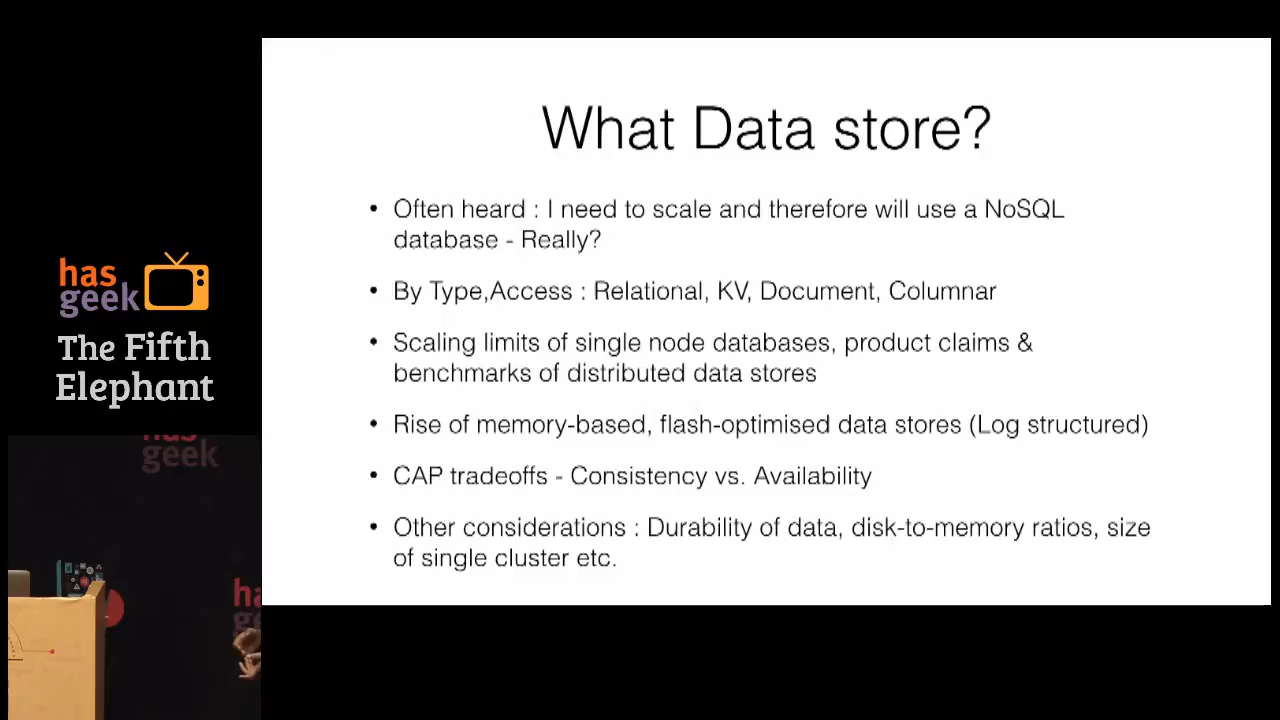 What Data store?
• Often heard : I need to scale and therefore will use a NoSQL
database - Really?
• By Type,Access : Relational, KV, Document, Columnar
• Scaling limits of single node databases, product claims &
benchmarks of distributed data stores
• Rise of memory-based, flash-optimised data stores (Log structured)
• CAP tradeoffs - Consistency vs. Availability
• Other considerations : Durability of data, disk-to-memory ratios, size
of single cluster etc.
has
geek
The Fifth
Elephant
has
geek
has